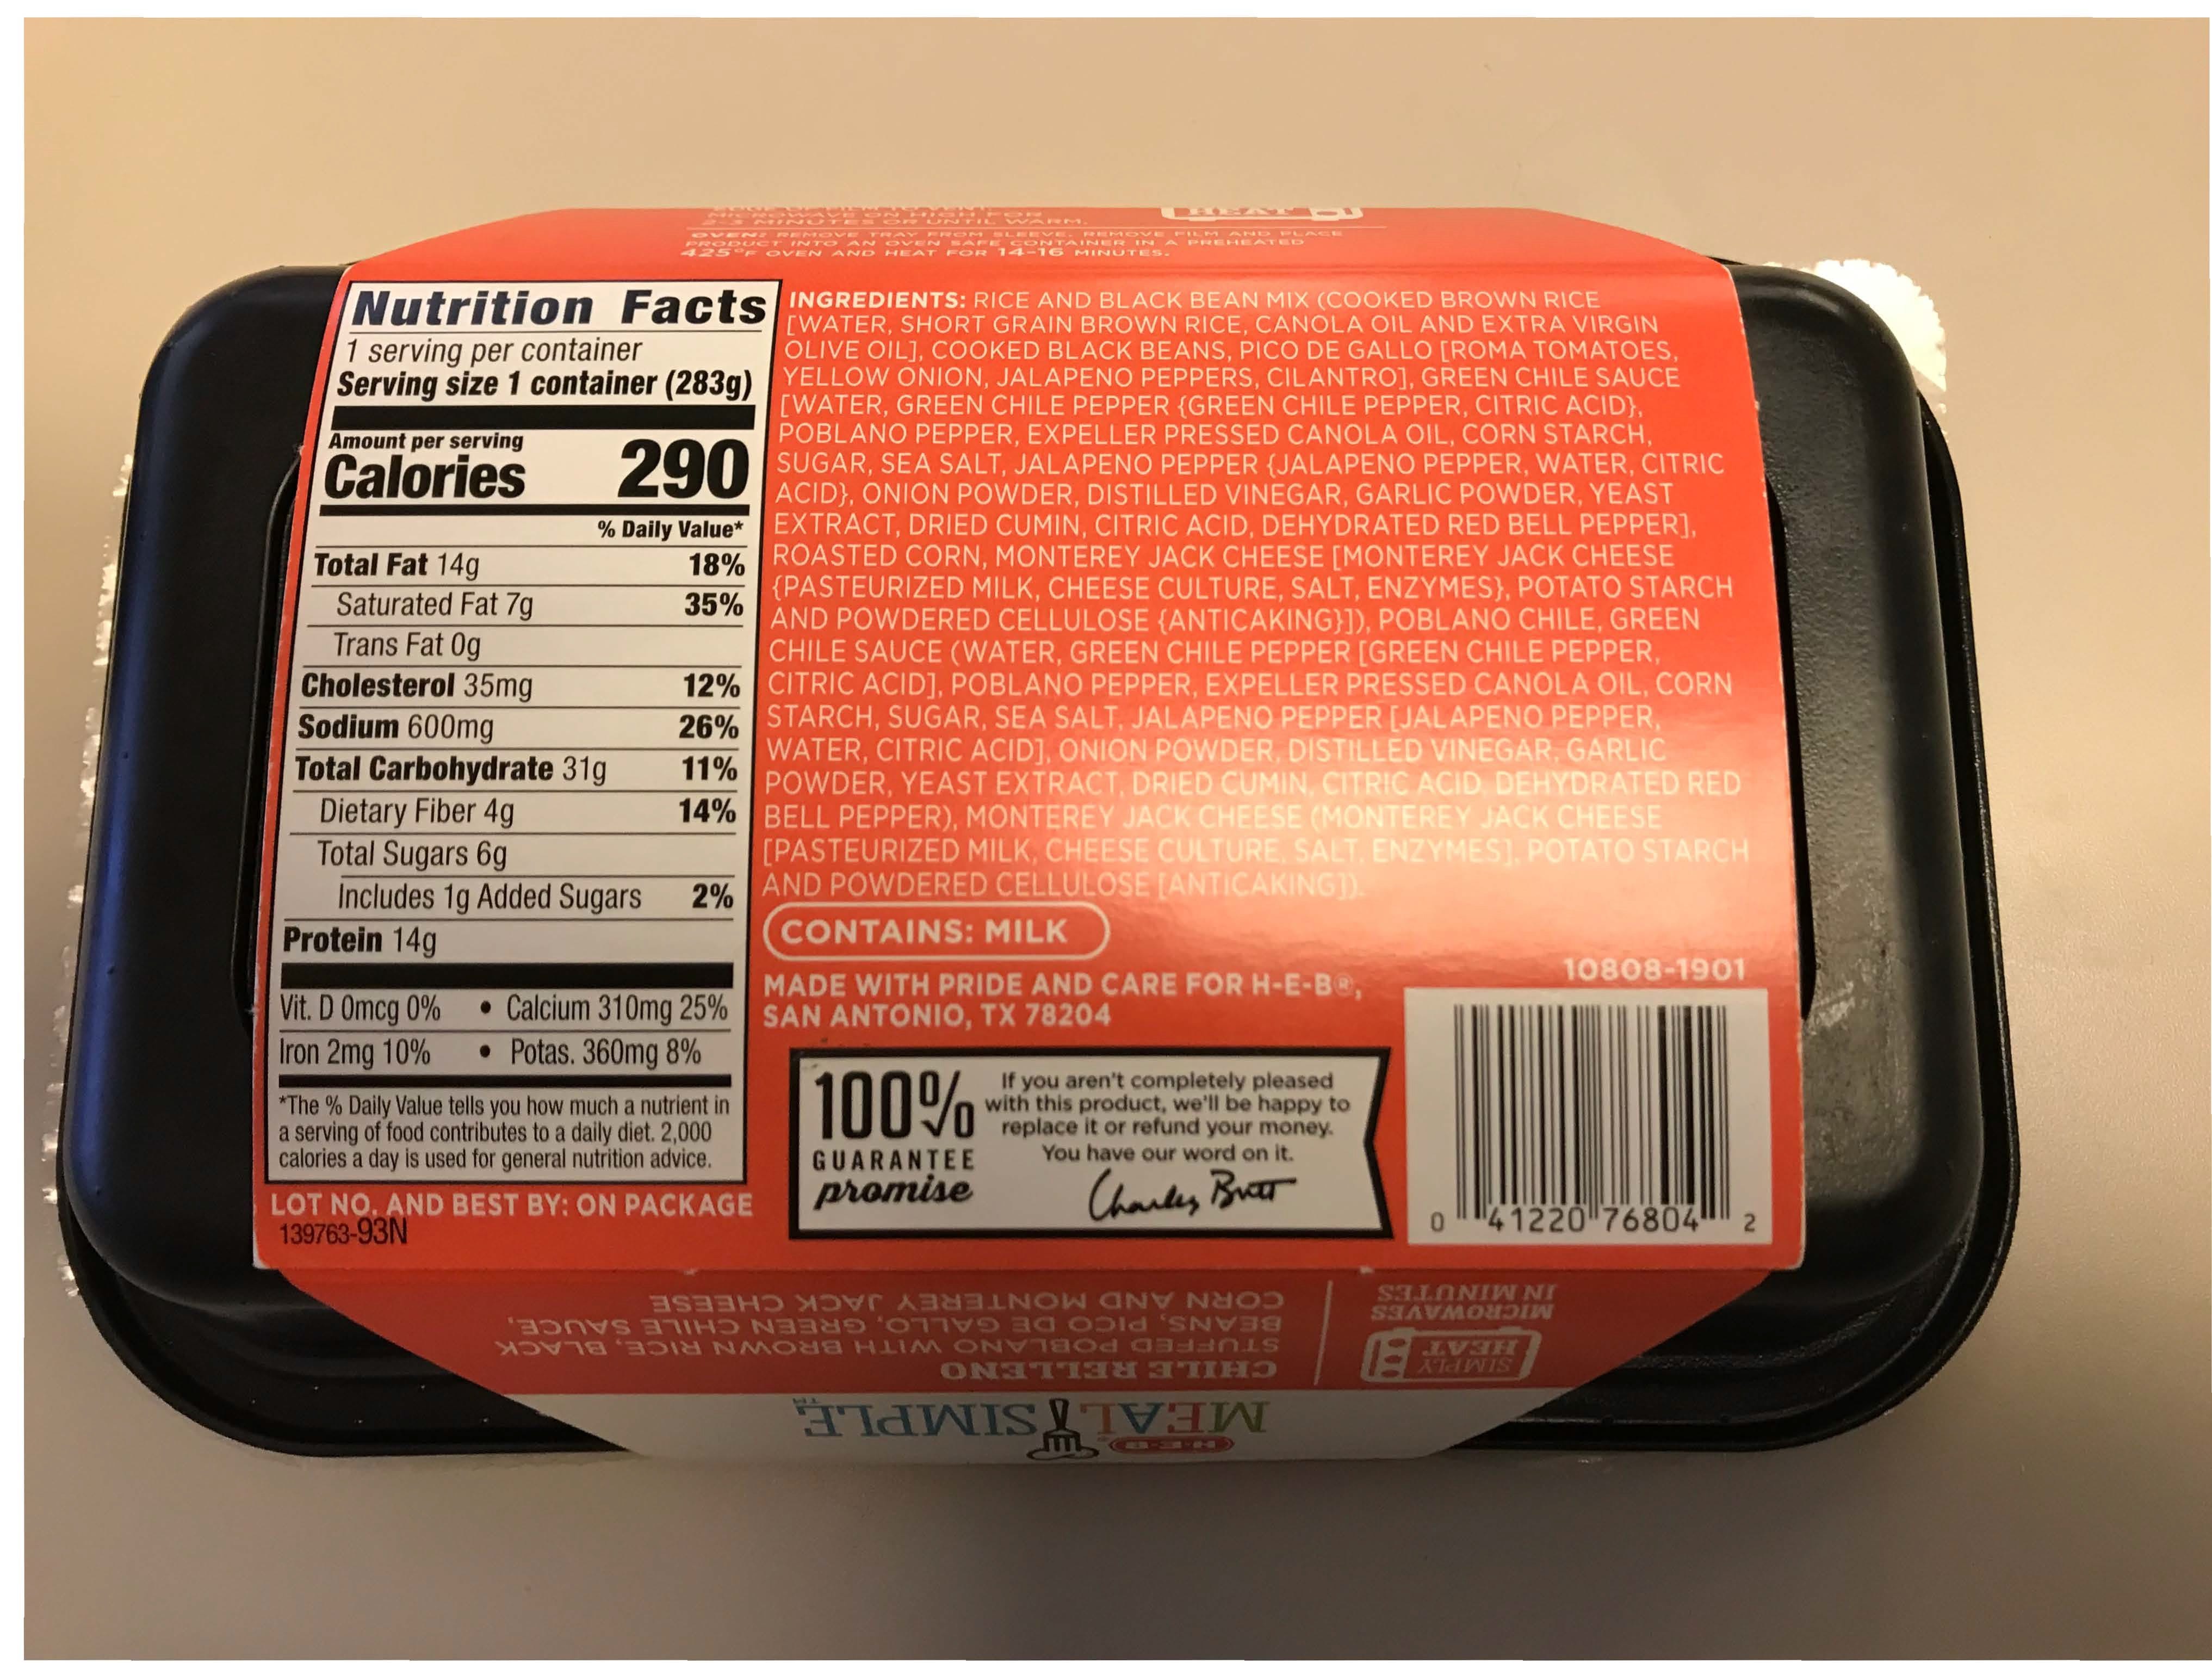 MICROWAVE ON HIGH FOR
2-3 MINUTES OR UNTIL WARM.
HEAT
OVEN: REMOVE TRAY FROM SLEEVE, REMOVE FILM AND PLACE
PRODUCT INTO AN OVEN SAFE CONTAINER IN A PREHEATED
425°F OVEN AND HEAT FOR 14-16 MINUTES.
Nutrition Facts
1 serving per container
Serving size 1 container (283g)
Amount per serving
Calories 290
% Daily Value*
Total Fat 14g 18%
Saturated Fat 7g 35%
Trans Fat 0g
Cholesterol 35mg 12%
Sodium 600mg 26%
Total Carbohydrate 31g 11%
Dietary Fiber 4g 14%
Total Sugars 6g
Includes 1g Added Sugars 2%
Protein 14g
Vit. D 0mcg 0% • Calcium 310mg 25%
Iron 2mg 10% • Potas. 360mg 8%
*The % Daily Value tells you how much a nutrient in
a serving of food contributes to a daily diet. 2,000
calories a day is used for general nutrition advice.
LOT NO. AND BEST BY: ON PACKAGE
139763-93N
INGREDIENTS: RICE AND BLACK BEAN MIX (COOKED BROWN RICE
[WATER, SHORT GRAIN BROWN RICE, CANOLA OIL AND EXTRA VIRGIN
OLIVE OIL], COOKED BLACK BEANS, PICO DE GALLO [ROMA TOMATOES,
YELLOW ONION, JALAPENO PEPPERS, CILANTRO], GREEN CHILE SAUCE
[WATER, GREEN CHILE PEPPER {GREEN CHILE PEPPER, CITRIC ACID},
POBLANO PEPPER, EXPELLER PRESSED CANOLA OIL, CORN STARCH,
SUGAR, SEA SALT, JALAPENO PEPPER {JALAPENO PEPPER, WATER, CITRIC
ACID}, ONION POWDER, DISTILLED VINEGAR, GARLIC POWDER, YEAST
EXTRACT, DRIED CUMIN, CITRIC ACID, DEHYDRATED RED BELL PEPPER],
ROASTED CORN, MONTEREY JACK CHEESE [MONTEREY JACK CHEESE
{PASTEURIZED MILK, CHEESE CULTURE, SALT, ENZYMES}, POTATO STARCH
AND POWDERED CELLULOSE {ANTICAKING}]), POBLANO CHILE, GREEN
CHILE SAUCE (WATER, GREEN CHILE PEPPER [GREEN CHILE PEPPER,
CITRIC ACID], POBLANO PEPPER, EXPELLER PRESSED CANOLA OIL, CORN
STARCH, SUGAR, SEA SALT, JALAPENO PEPPER [JALAPENO PEPPER,
WATER, CITRIC ACID], ONION POWDER, DISTILLED VINEGAR, GARLIC
POWDER, YEAST EXTRACT, DRIED CUMIN, CITRIC ACID, DEHYDRATED RED
BELL PEPPER), MONTEREY JACK CHEESE (MONTEREY JACK CHEESE
[PASTEURIZED MILK, CHEESE CULTURE, SALT, ENZYMES], POTATO STARCH
AND POWDERED CELLULOSE [ANTICAKING]).
CONTAINS: MILK
MADE WITH PRIDE AND CARE FOR H-E-B®,
SAN ANTONIO, TX 78204
10808-1901
100%
GUARANTEE
promise
If you aren't completely pleased
with this product, we'll be happy to
replace it or refund your money.
You have our word on it.
Charles Butt
0 41220 76804 2
H-E-B
MEAL SIMPLE™
CHILE RELLENO
STUFFED POBLANO WITH BROWN RICE, BLACK
BEANS, PICO DE GALLO, GREEN CHILE SAUCE,
CORN AND MONTEREY JACK CHEESE
SIMPLY
HEAT
MICROWAVES
IN MINUTES